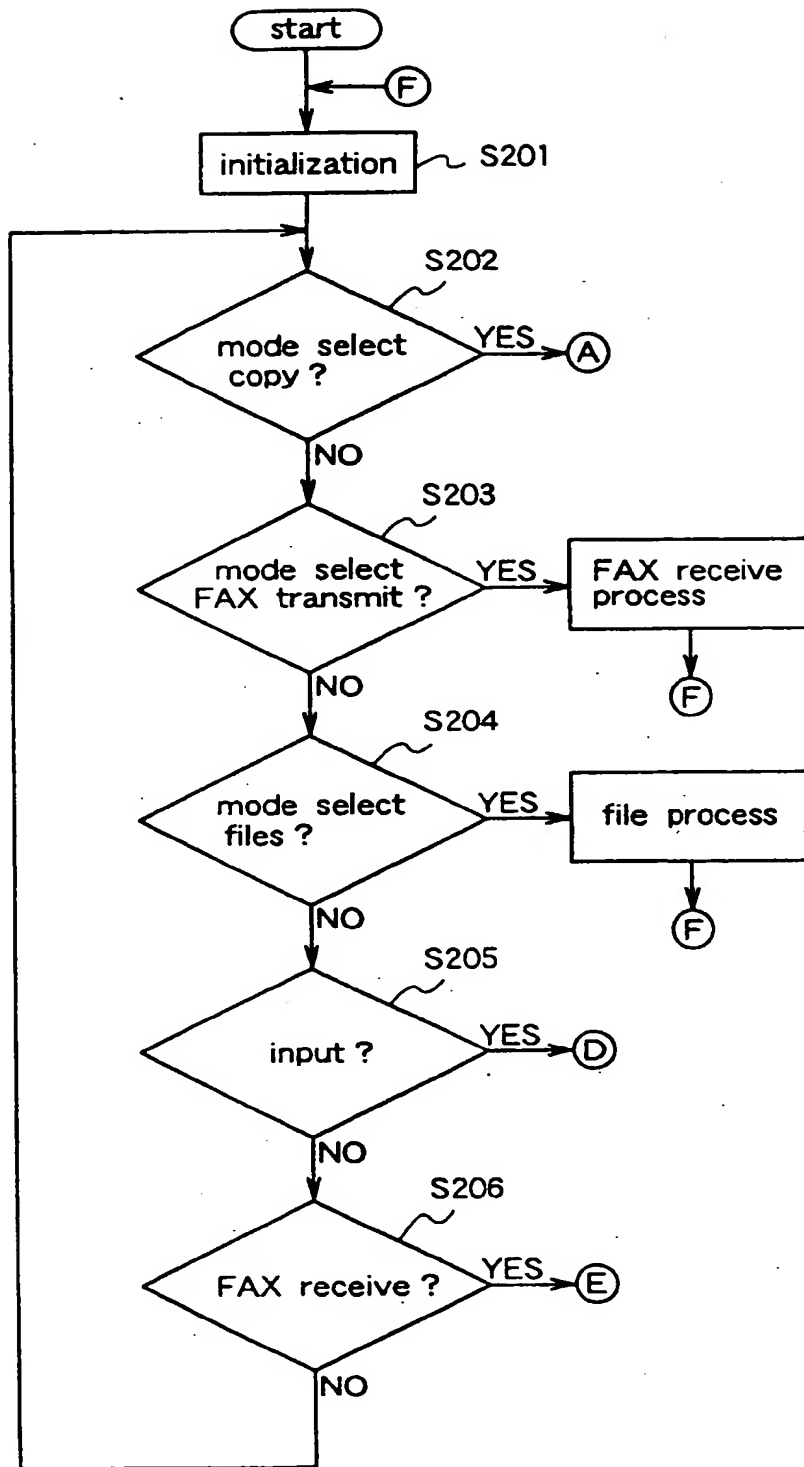 start
F
initialization
S201
S202
mode select
copy ?
YES
A
NO
S203
mode select
FAX transmit ?
YES
FAX receive
process
F
NO
S204
mode select
files ?
YES
file process
F
NO
S205
input ?
YES
D
NO
S206
FAX receive ?
YES
E
NO